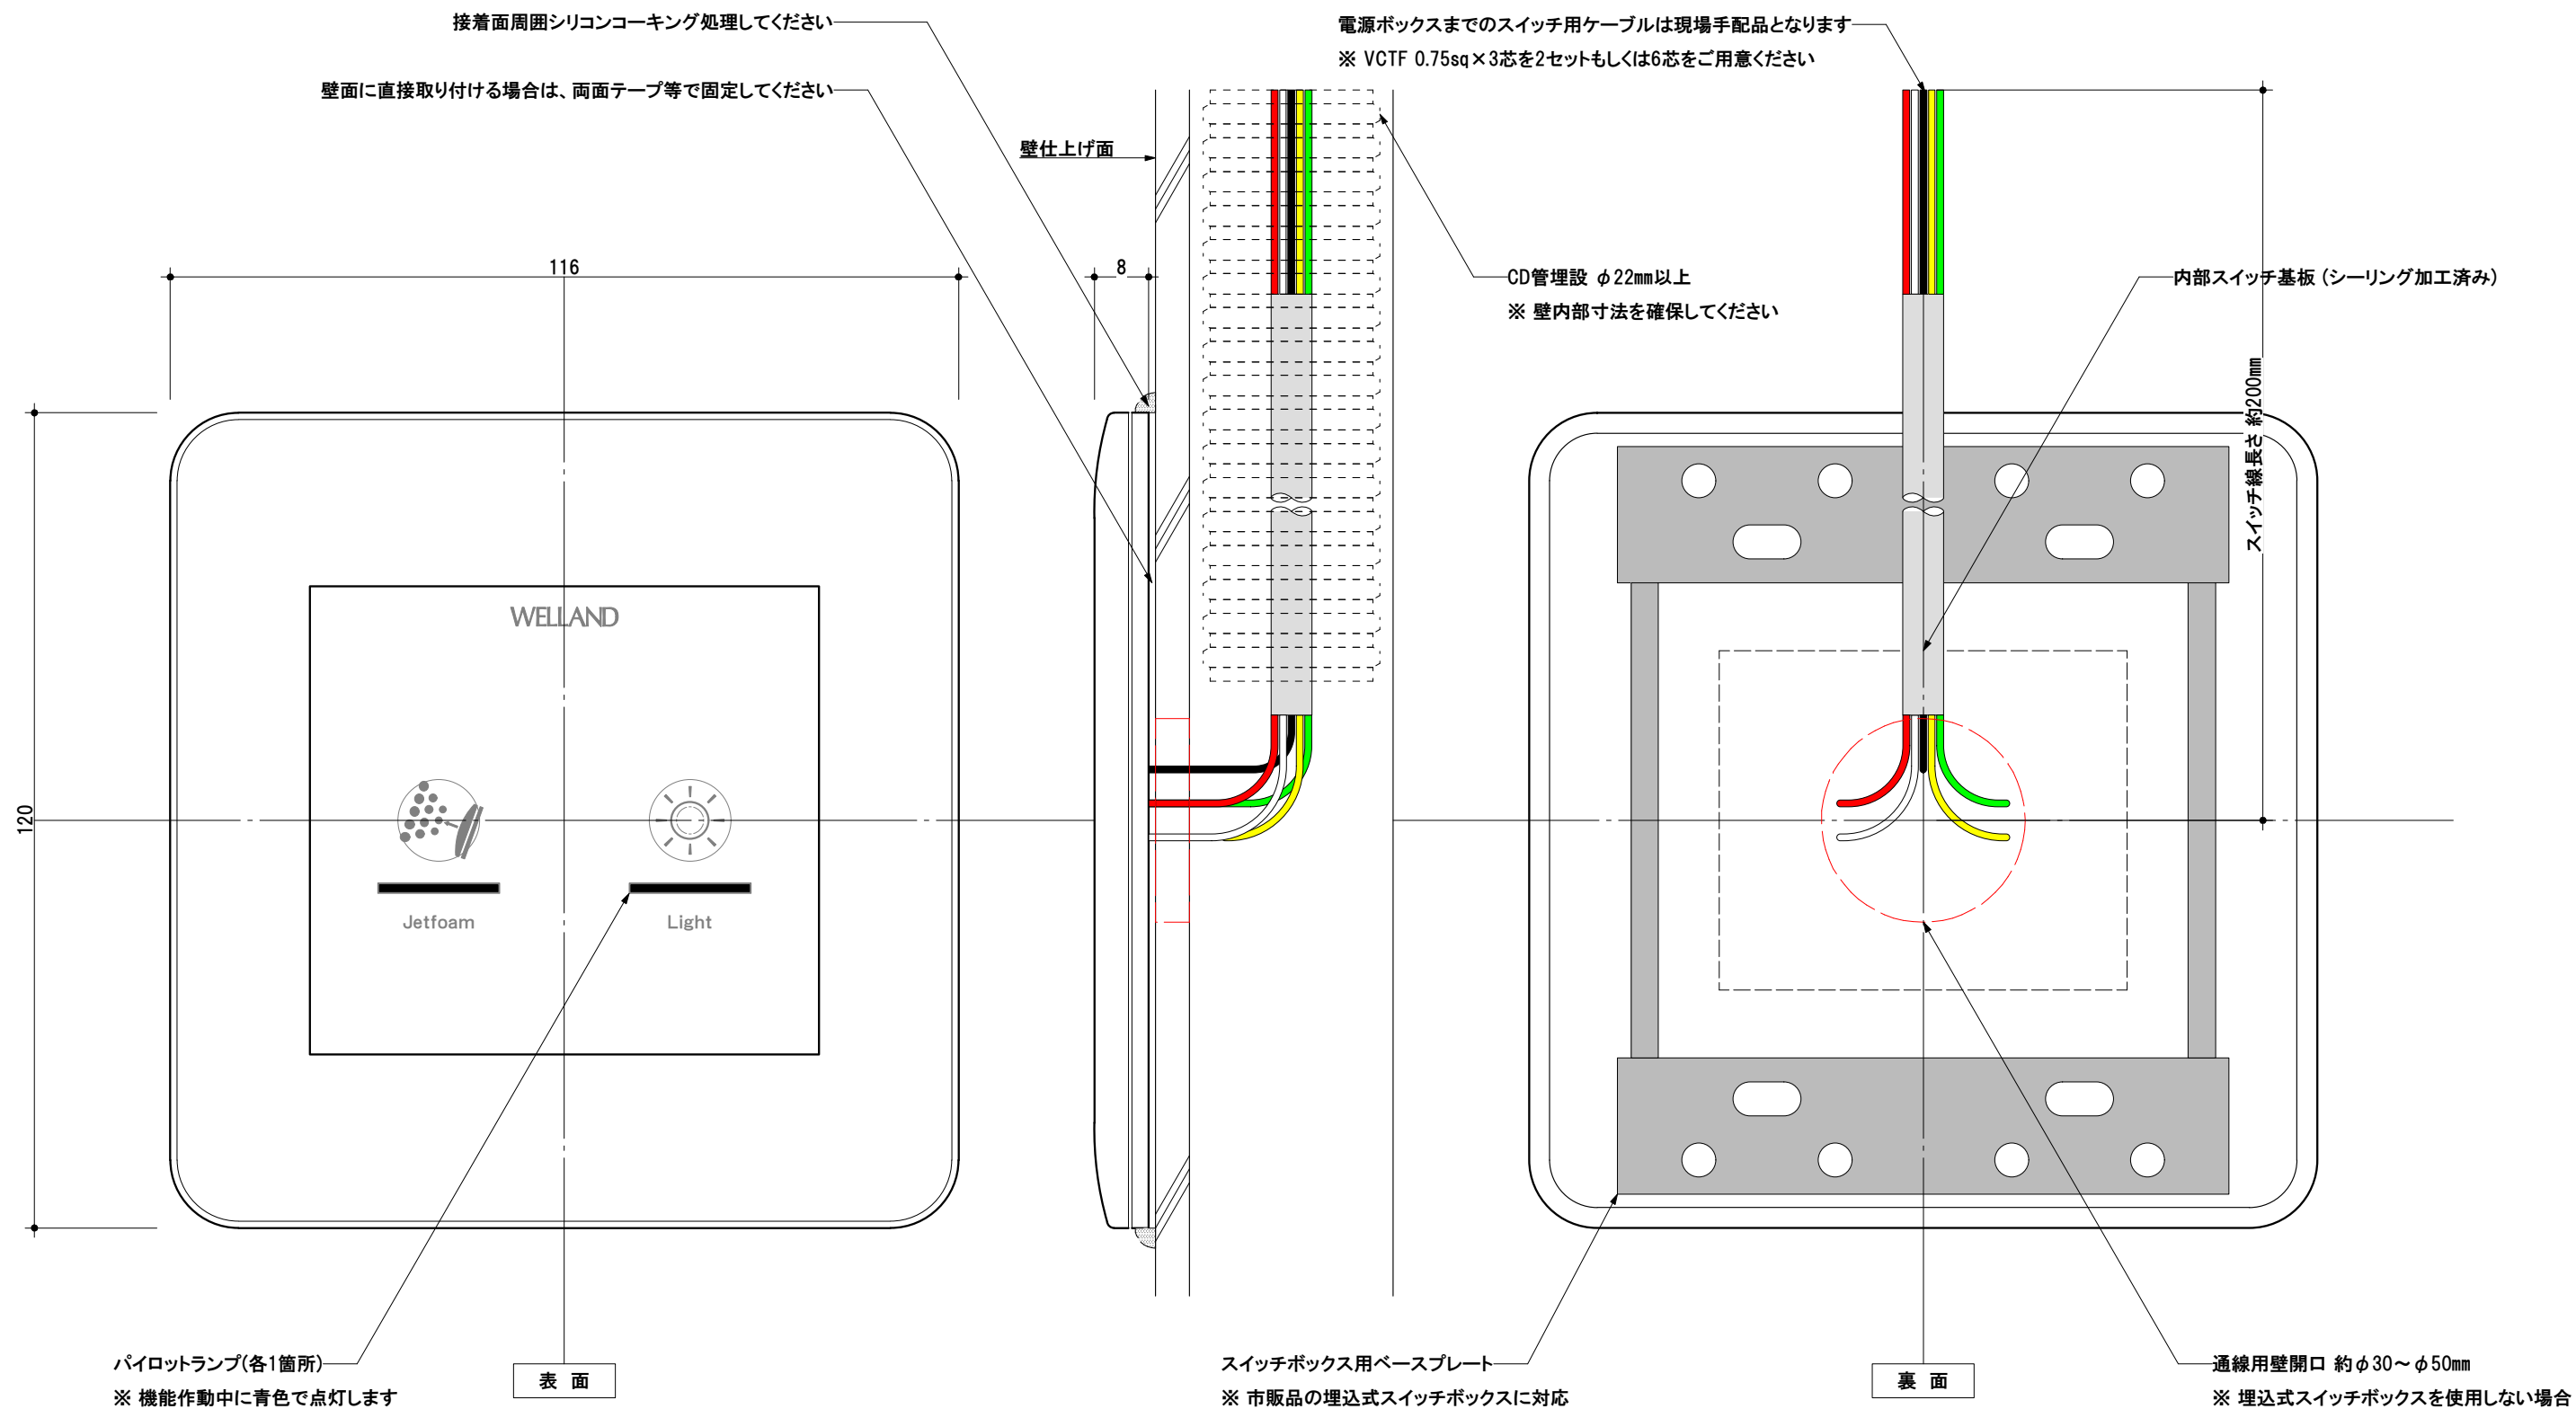 接着面周囲シリコンコーキング処理してください
壁面に直接取り付ける場合は、両面テープ等で固定してください
電源ボックスまでのスイッチ用ケーブルは現場手配品となります
※ VCTF 0.75sq×3芯を2セットもしくは6芯をご用意ください
壁仕上げ面
116
8
CD管埋設 φ22mm以上
※ 壁内部寸法を確保してください
内部スイッチ基板 (シーリング加工済み)
スイッチ線長さ 約200mm
120
WELLAND
Jetfoam
Light
パイロットランプ(各1箇所)
※ 機能作動中に青色で点灯します
表 面
スイッチボックス用ベースプレート
※ 市販品の埋込式スイッチボックスに対応
裏 面
通線用壁開口 約φ30～φ50mm
※ 埋込式スイッチボックスを使用しない場合